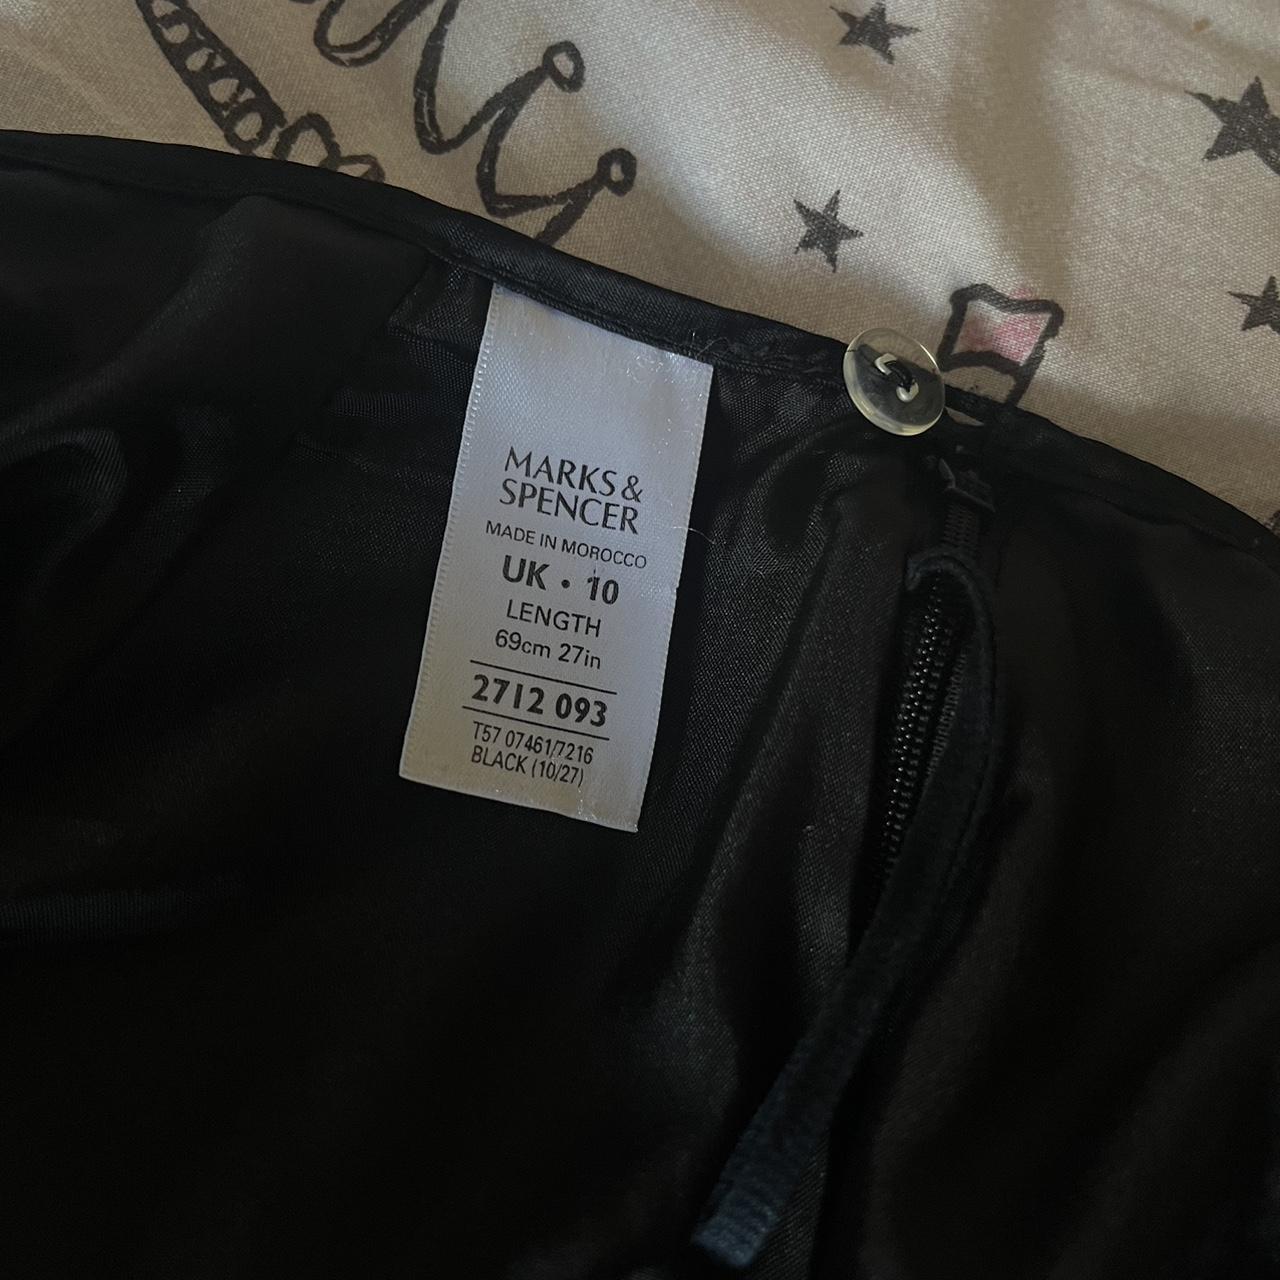 MARKS &
SPENCER
MADE IN MOROCCO
UK • 10
LENGTH
69cm 27in
2712 093
T57 07461/7216
BLACK (10/27)